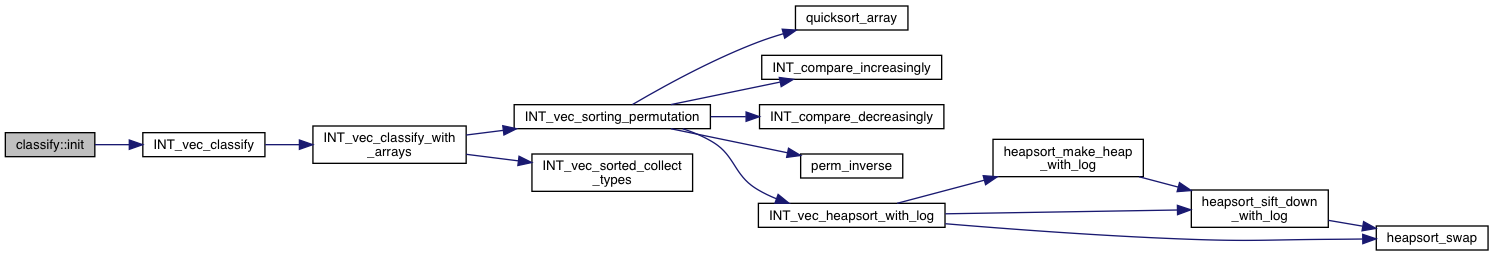 classify::init
INT_vec_classify
INT_vec_classify_with
_arrays
INT_vec_sorting_permutation
INT_vec_sorted_collect
_types
quicksort_array
INT_compare_increasingly
INT_compare_decreasingly
perm_inverse
INT_vec_heapsort_with_log
heapsort_make_heap
_with_log
heapsort_sift_down
_with_log
heapsort_swap